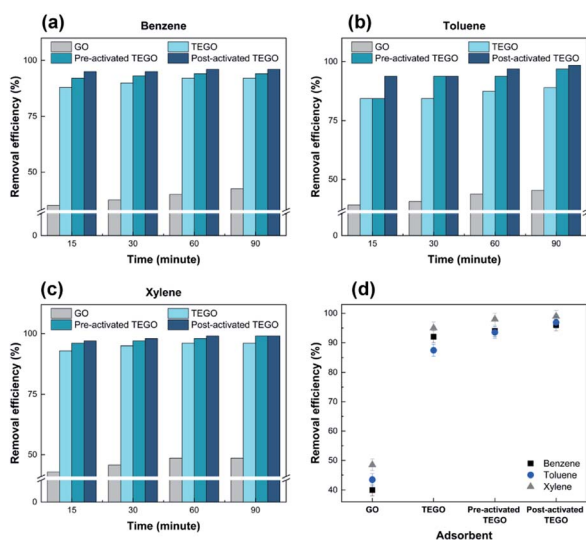 (a)
Benzene
GO
TEGO
Pre-activated TEGO
Post-activated TEGO
Removal efficiency (%)
100
50
0
15 30 60 90
Time (minute)
(b)
Toluene
GO
TEGO
Pre-activated TEGO
Post-activated TEGO
Removal efficiency (%)
100
75
50
0
15 30 60 90
Time (minute)
(c)
Xylene
GO
TEGO
Pre-activated TEGO
Post-activated TEGO
Removal efficiency (%)
100
75
50
0
15 30 60 90
Time (minute)
(d)
Removal efficiency (%)
100
90
80
70
60
50
40
Benzene
Toluene
Xylene
GO TEGO Pre-activated Post-activated
TEGO TEGO
Adsorbent